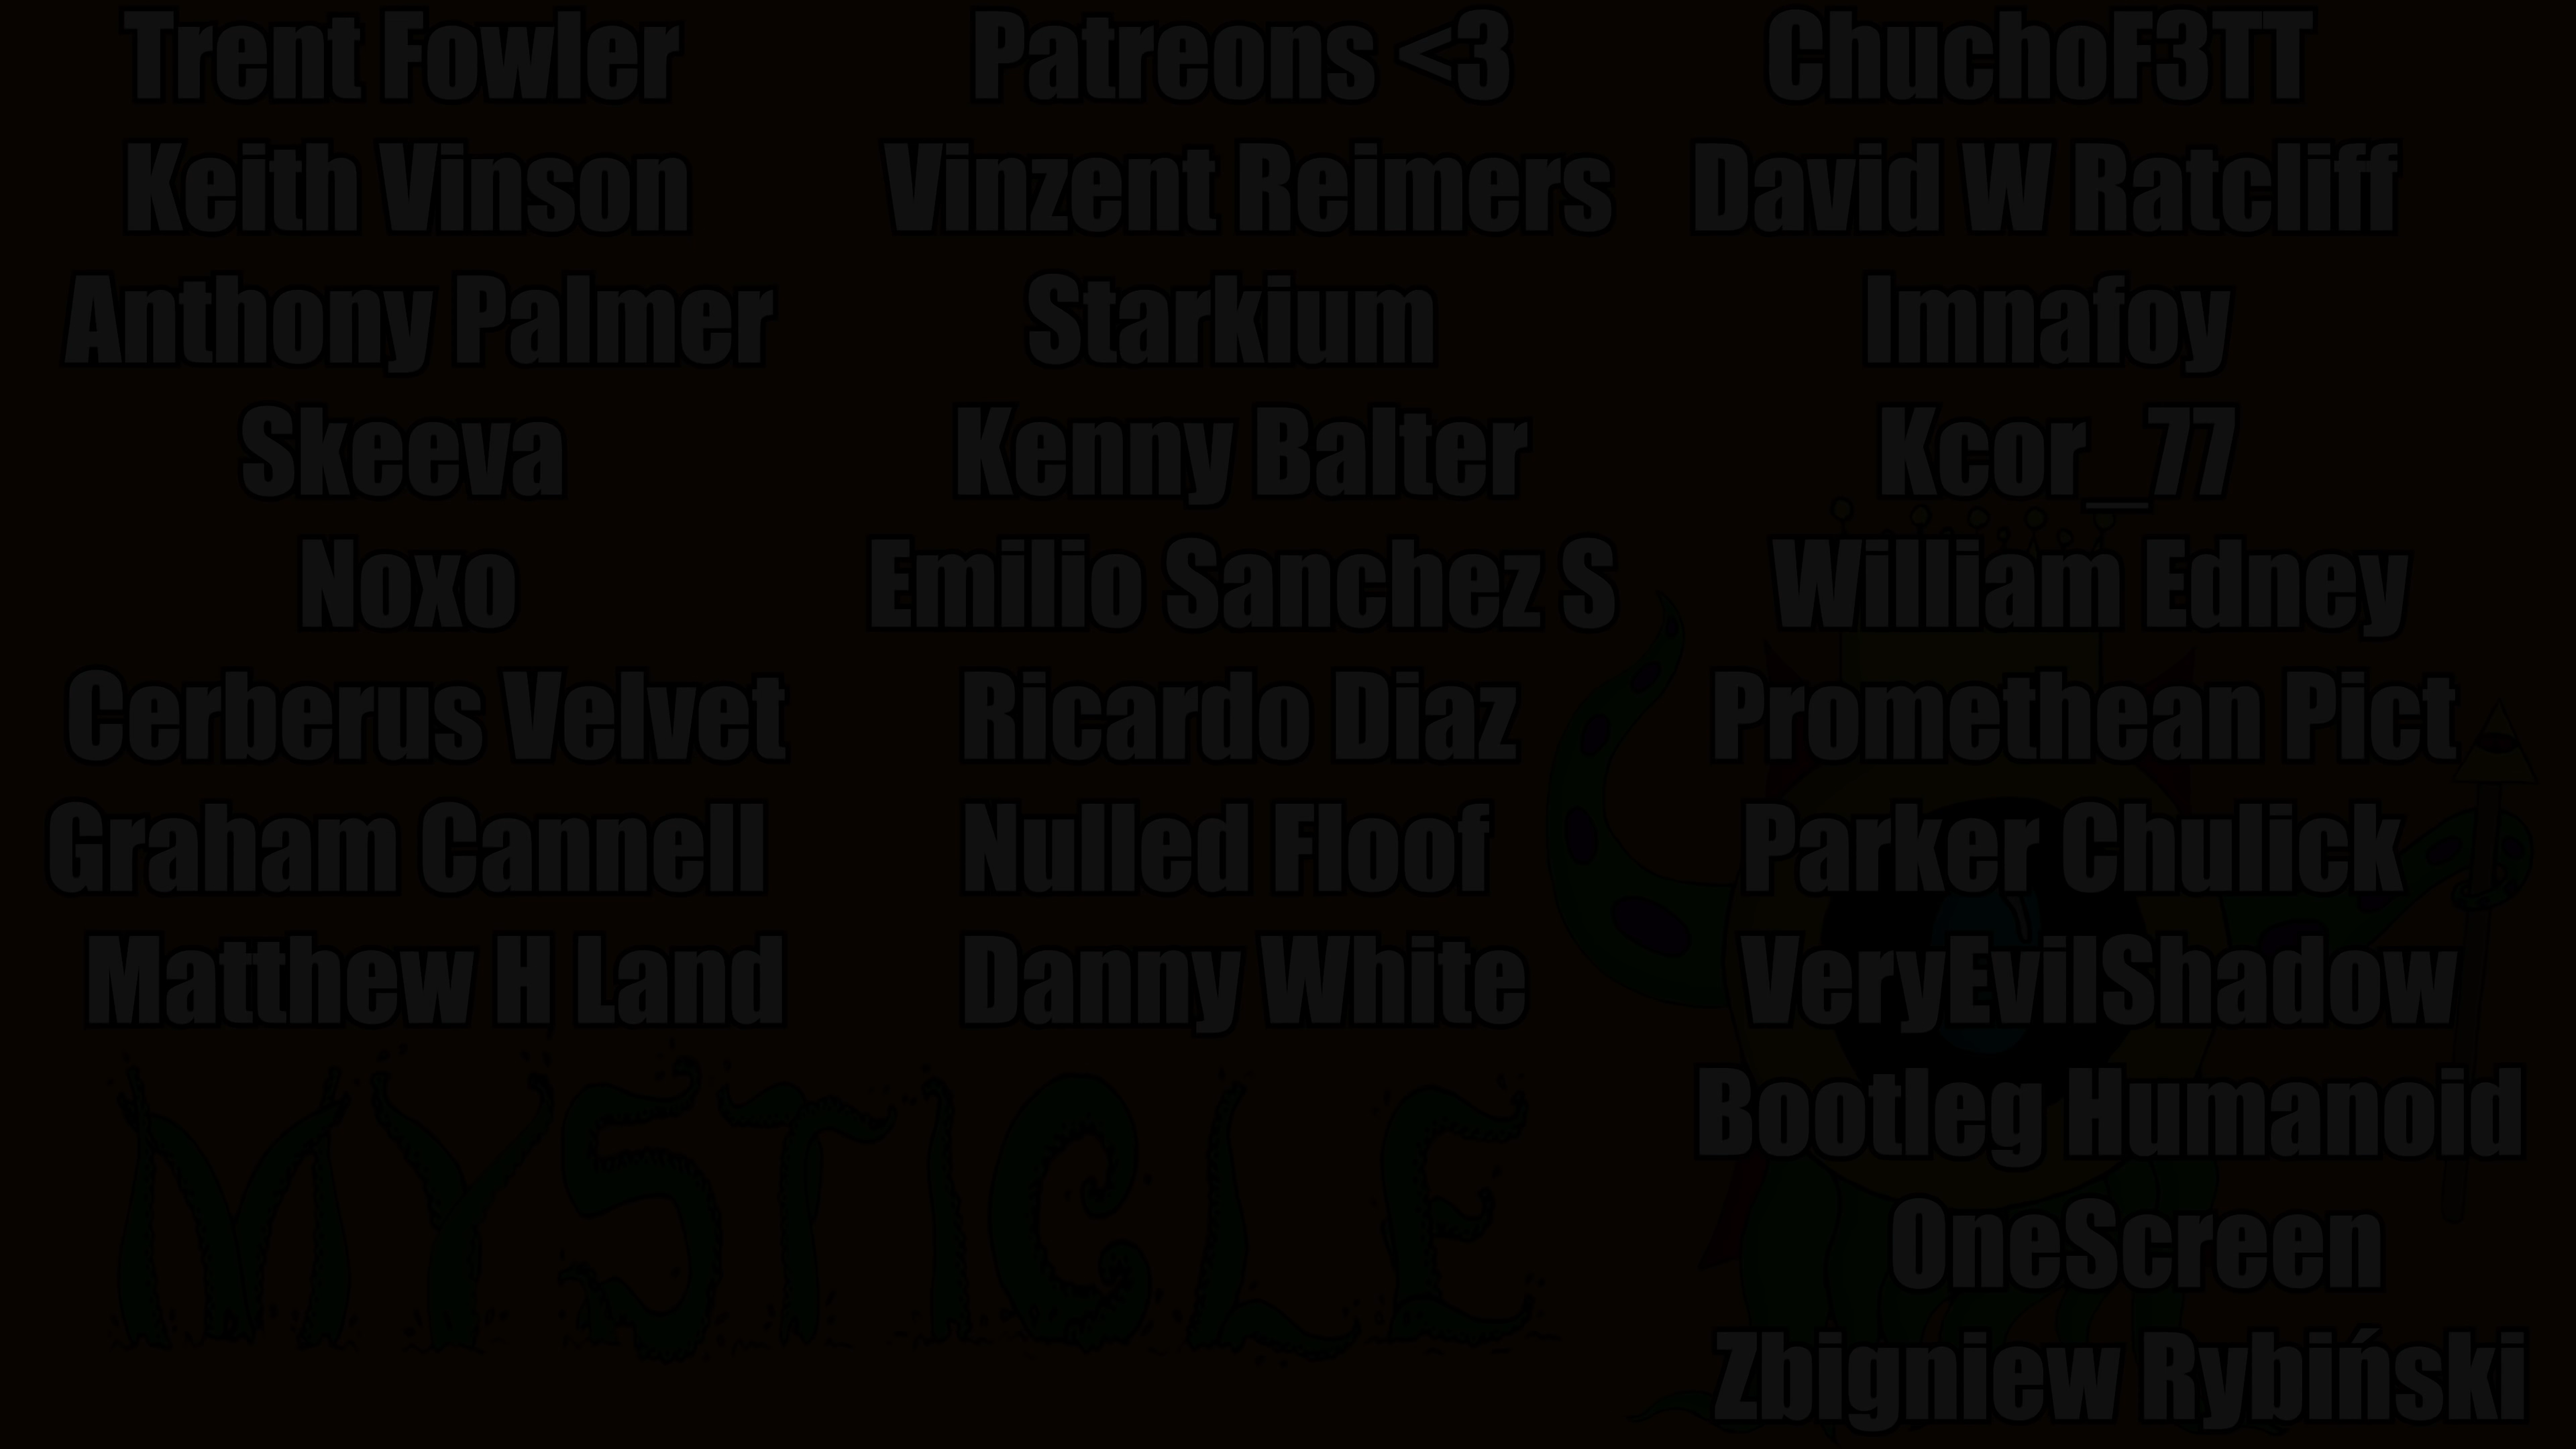 Trent Fowler
Keith Vinson
Anthony Palmer
Skeeva
Noxo
Cerberus Velvet
Graham Cannell
Matthew H Land
Patreons <3
Vinzent Reimers
Starkium
Kenny Balter
Emilio Sanchez S
Ricardo Diaz
Nulled Floof
Danny White
ChuchoF3TT
David W Ratcliff
Imnafoy
Kcor_77
William Edney
Promethean Pict
Parker Chulick
VeryEvilShadow
Bootleg Humanoid
OneScreen
Zbigniew Rybiński
MYSTICLE